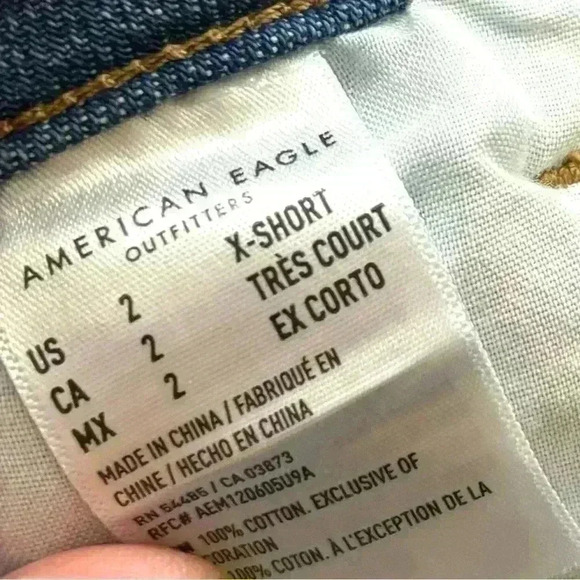 AMERICAN EAGLE
OUTFITTERS
US 2 X-SHORT
CA 2 TRÈS COURT
MX 2 EX CORTO
MADE IN CHINA / FABRIQUÉ EN
CHINE / HECHO EN CHINA
RN 54485 / CA 03873
RFC# AEM120605U9A
100% COTTON. EXCLUSIVE OF
100% COTON. À L'EXCEPTION DE LA